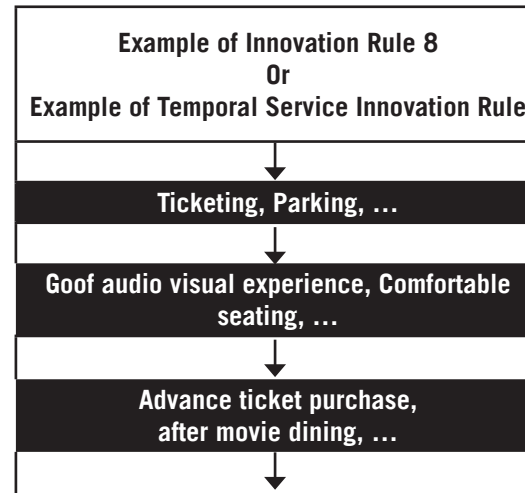 Example of Innovation Rule 8
Or
Example of Temporal Service Innovation Rule
Ticketing, Parking, ...
Goof audio visual experience, Comfortable
seating, ...
Advance ticket purchase,
after movie dining, ...